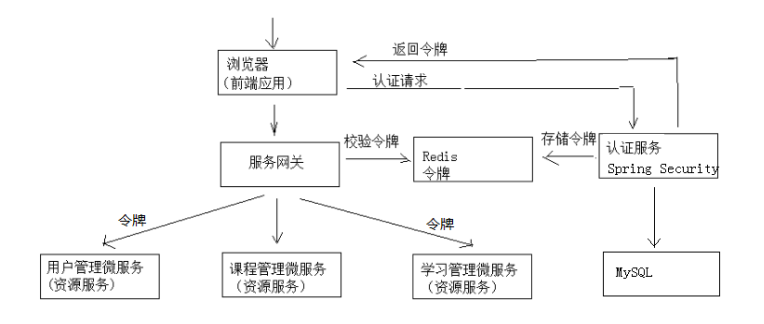 返回令牌
浏览器
(前端应用)
认证请求
校验令牌
存储令牌
服务网关
Redis
令牌
认证服务
Spring Security
令牌
令牌
用户管理微服务
(资源服务)
课程管理微服务
(资源服务)
学习管理微服务
(资源服务)
MySQL